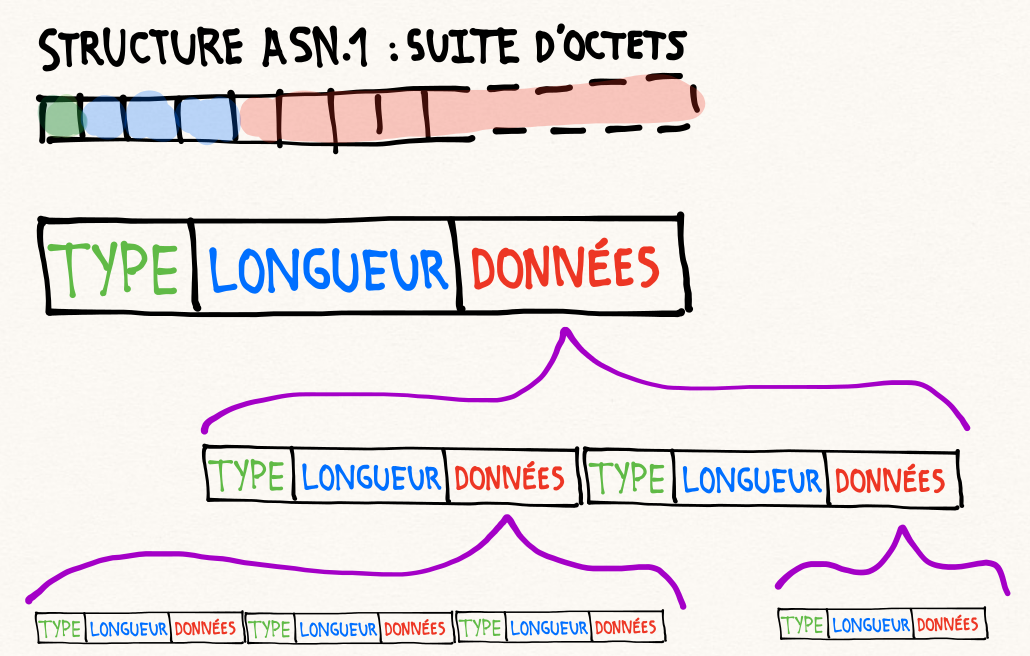 STRUCTURE ASN.1 : SUITE D'OCTETS
TYPE LONGUEUR DONNÉES
TYPE LONGUEUR DONNÉES TYPE LONGUEUR DONNÉES
TYPE LONGUEUR DONNÉES TYPE LONGUEUR DONNÉES TYPE LONGUEUR DONNÉES TYPE LONGUEUR DONNÉES